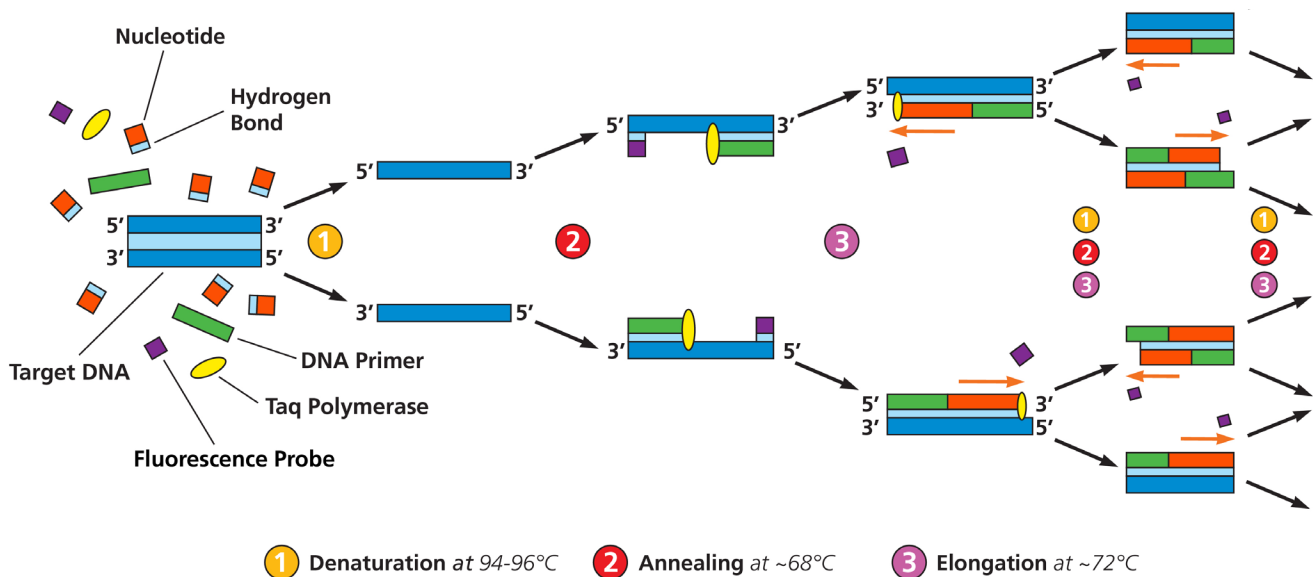 Nucleotide
Hydrogen
Bond
5′ 3′
3′ 5′
Target DNA
DNA Primer
Taq Polymerase
Fluorescence Probe
1
5′ 3′
3′ 5′
2
5′ 3′
3′ 5′
3
5′ 3′
3′ 5′
5′ 3′
3′ 5′
1
2
3
1
2
3
1 Denaturation at 94-96°C
2 Annealing at ~68°C
3 Elongation at ~72°C